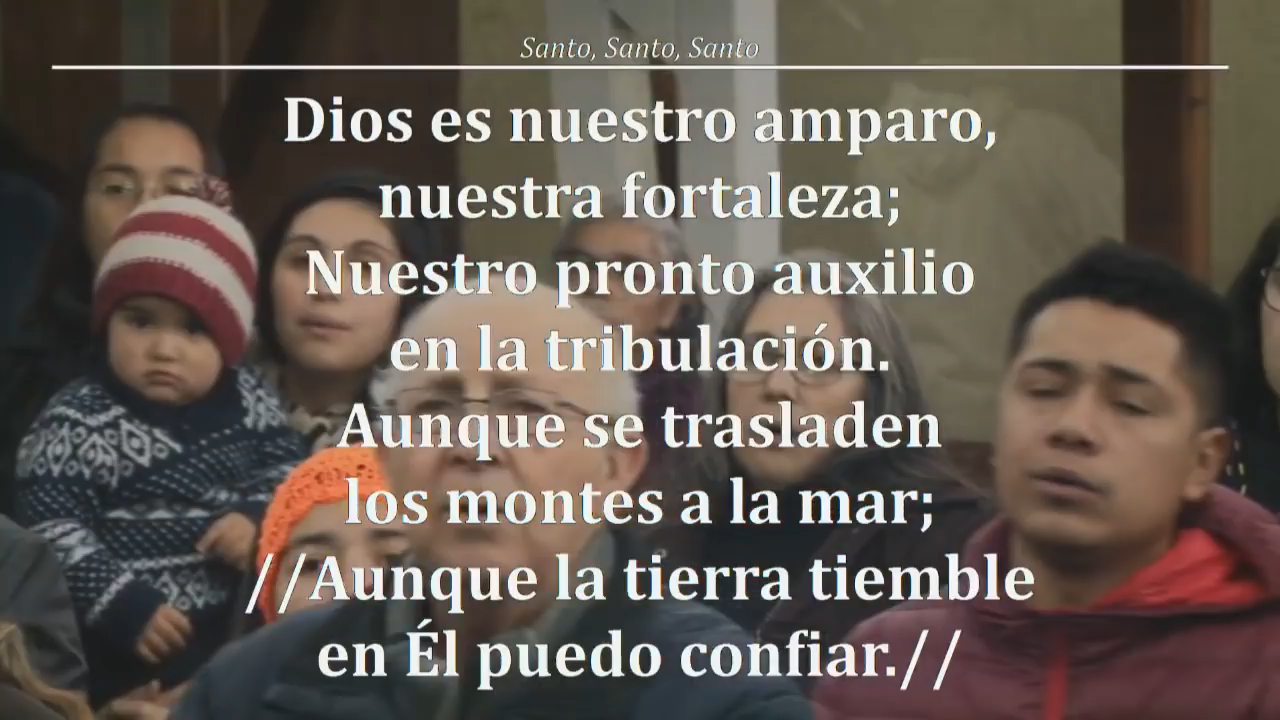 Santo, Santo, Santo
Dios es nuestro amparo,
nuestra fortaleza;
Nuestro pronto auxilio
en la tribulación.
Aunque se trasladen
los montes a la mar;
//Aunque la tierra tiemble
en Él puedo confiar.//